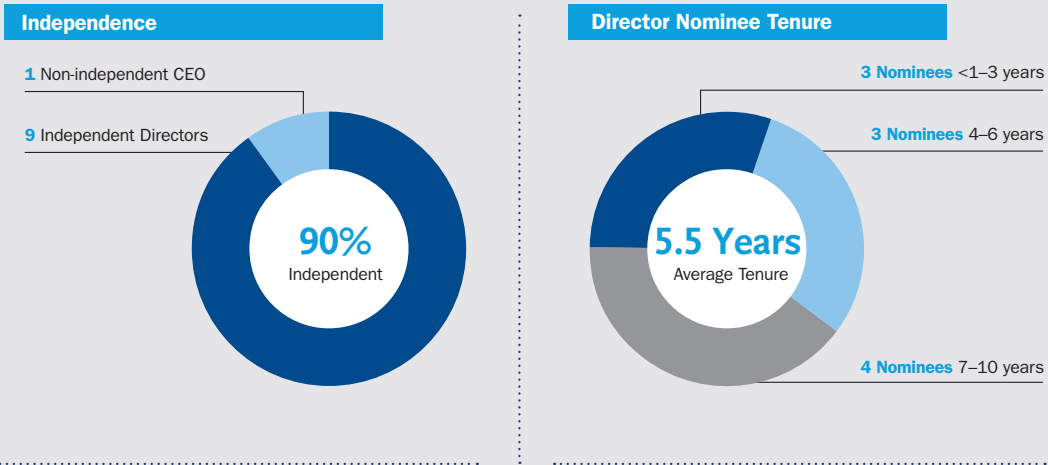 Independence
1 Non-independent CEO
9 Independent Directors
90%
Independent
Director Nominee Tenure
3 Nominees <1–3 years
3 Nominees 4–6 years
5.5 Years
Average Tenure
4 Nominees 7–10 years